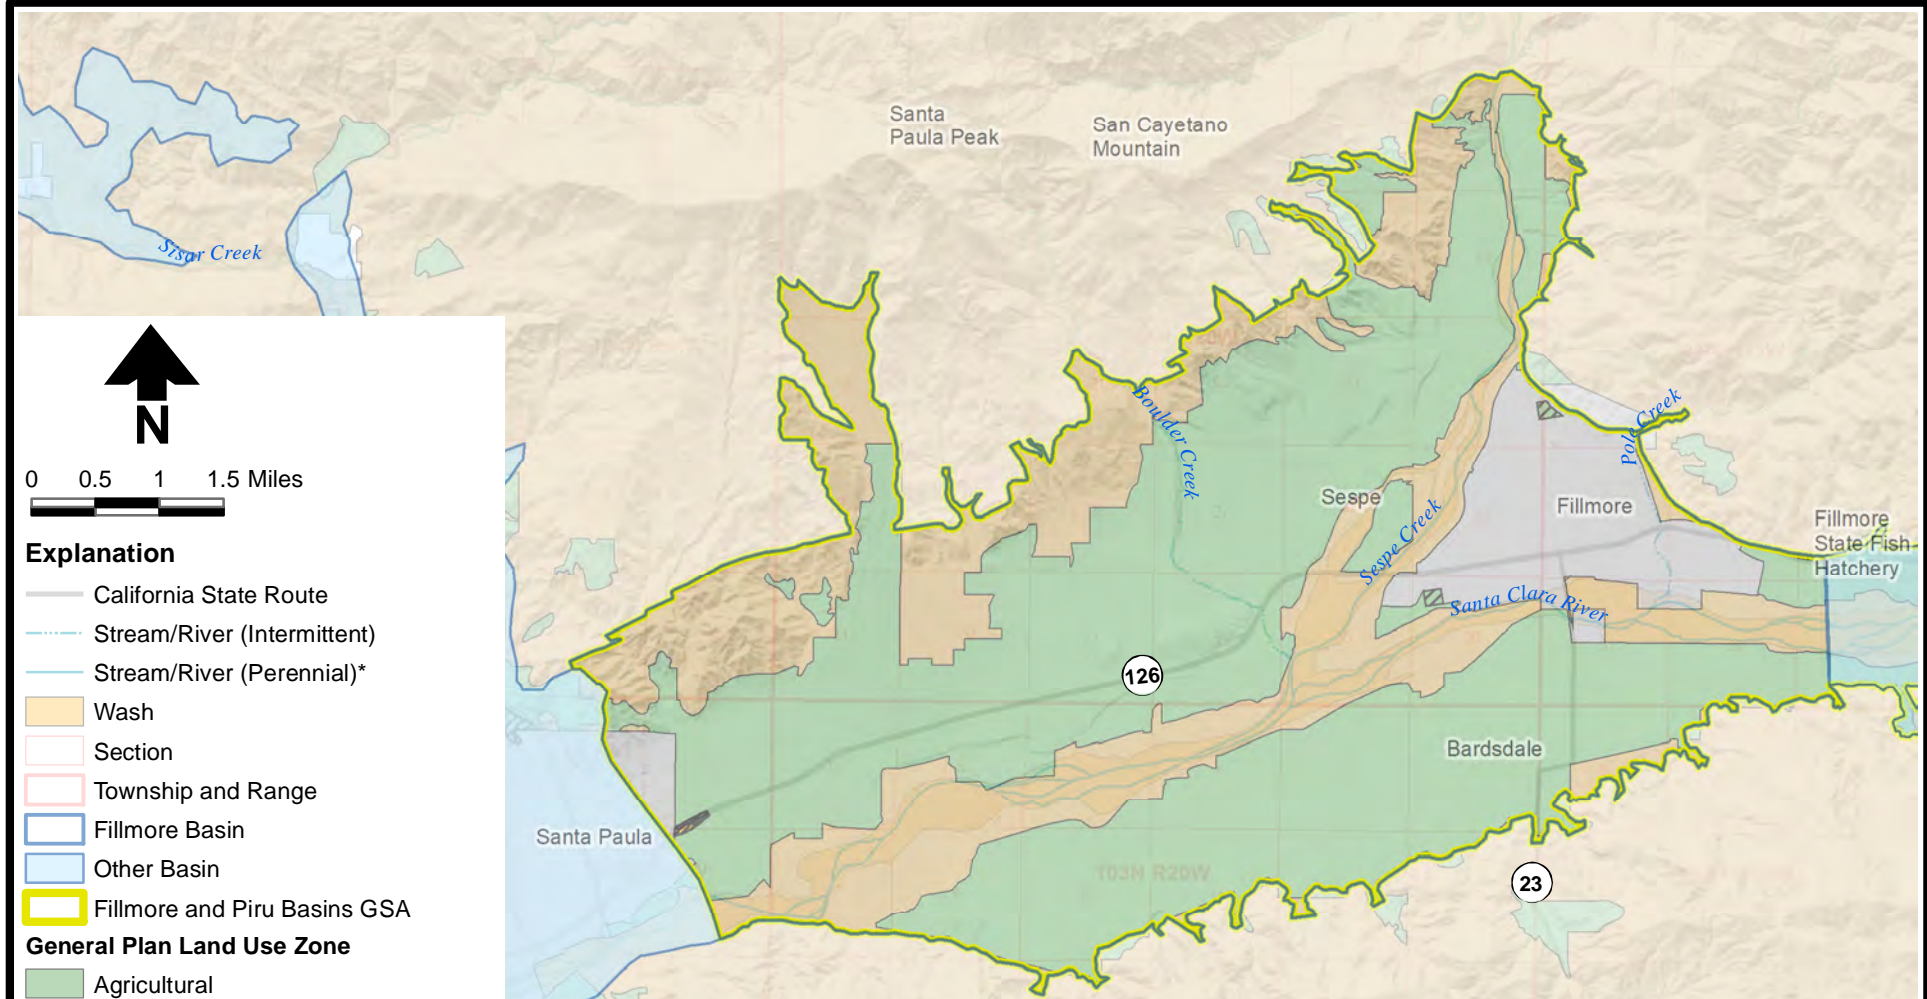 Santa
Paula Peak
San Cayetano
Mountain
Sisar Creek
N
0 0.5 1 1.5 Miles
Boulder Creek
Pole Creek
Sespe
Sespe Creek
Fillmore
Fillmore
State Fish
Hatchery
Santa Clara River
126
Bardsdale
Santa Paula
T03N R20W
23
Explanation
California State Route
Stream/River (Intermittent)
Stream/River (Perennial)*
Wash
Section
Township and Range
Fillmore Basin
Other Basin
Fillmore and Piru Basins GSA
General Plan Land Use Zone
Agricultural